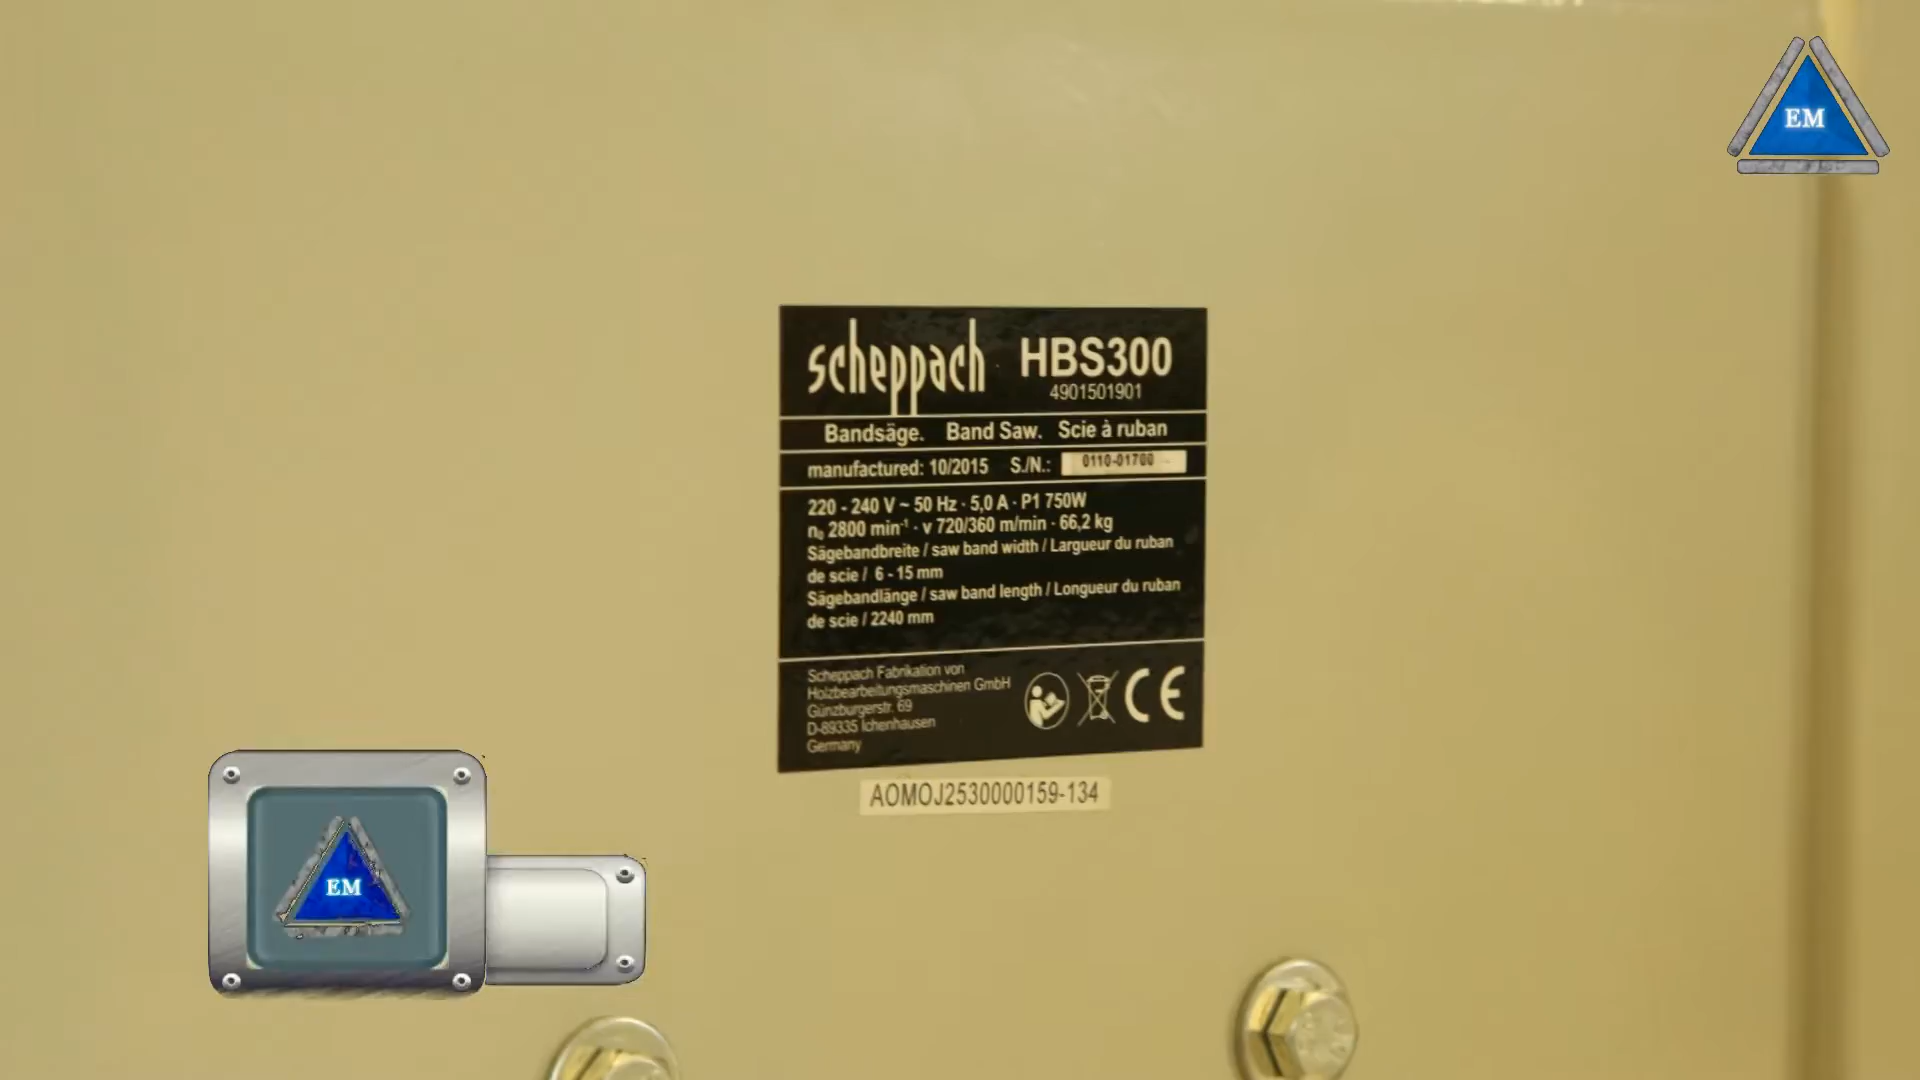 EM
scheppach HBS300
4901501901
Bandsäge. Band Saw. Scie à ruban
manufactured: 10/2015 S./N.: 0110-01700
220 - 240 V ~ 50 Hz · 5,0 A · P1 750W
n₀ 2800 min⁻¹ · v 720/360 m/min · 66,2 kg
Sägebandbreite / saw band width / Largueur du ruban
de scie / 6 - 15 mm
Sägebandlänge / saw band length / Longueur du ruban
de scie / 2240 mm
Scheppach Fabrikation von
Holzbearbeitungsmaschinen GmbH
Günzburgerstr. 69
D-89335 Ichenhausen
Germany
CE
AOMOJ2530000159-134
EM